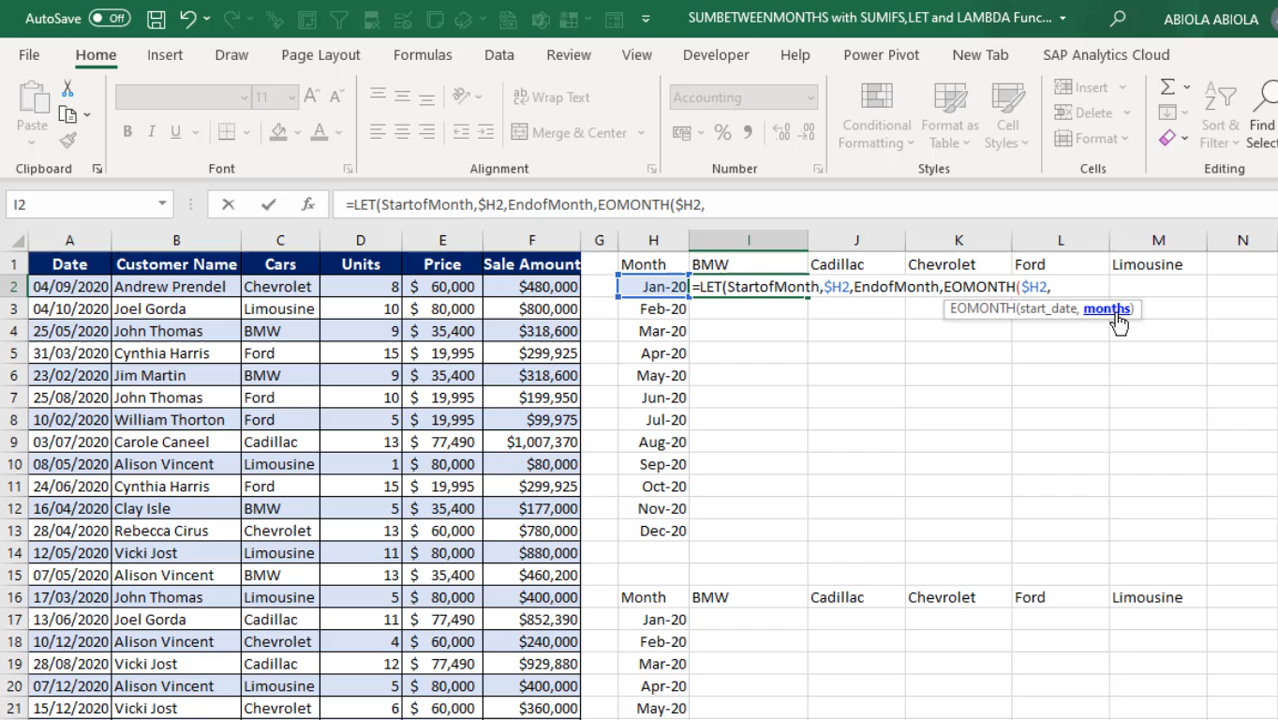 AutoSave Off SUMBETWEENMONTHS with SUMIFS,LET and LAMBDA Func... ABIOLA ABIOLA
File Home Insert Draw Page Layout Formulas Data Review View Developer Help Power Pivot New Tab SAP Analytics Cloud
Paste 11 Wrap Text Merge & Center Accounting Conditional Formatting Format as Table Cell Styles Insert Delete Format Sort & Filter Find Selec
Clipboard Font Alignment Number Styles Cells Editing
I2 =LET(StartofMonth,$H2,EndofMonth,EOMONTH($H2,
A B C D E F G H I J K L M N
1 Date Customer Name Cars Units Price Sale Amount Month BMW Cadillac Chevrolet Ford Limousine
2 04/09/2020 Andrew Prendel Chevrolet 8 $ 60,000 $480,000 Jan-20 =LET(StartofMonth,$H2,EndofMonth,EOMONTH($H2,
3 04/10/2020 Joel Gorda Limousine 10 $ 80,000 $800,000 Feb-20 EOMONTH(start_date, months)
4 25/05/2020 John Thomas BMW 9 $ 35,400 $318,600 Mar-20
5 31/03/2020 Cynthia Harris Ford 15 $ 19,995 $299,925 Apr-20
6 23/02/2020 Jim Martin BMW 9 $ 35,400 $318,600 May-20
7 25/08/2020 John Thomas Ford 10 $ 19,995 $199,950 Jun-20
8 10/02/2020 William Thorton Ford 5 $ 19,995 $99,975 Jul-20
9 03/07/2020 Carole Caneel Cadillac 13 $ 77,490 $1,007,370 Aug-20
10 08/05/2020 Alison Vincent Limousine 1 $ 80,000 $80,000 Sep-20
11 24/06/2020 Cynthia Harris Ford 15 $ 19,995 $299,925 Oct-20
12 16/04/2020 Clay Isle BMW 5 $ 35,400 $177,000 Nov-20
13 28/04/2020 Rebecca Cirus Chevrolet 13 $ 60,000 $780,000 Dec-20
14 12/05/2020 Vicki Jost Limousine 11 $ 80,000 $880,000
15 07/05/2020 Alison Vincent BMW 13 $ 35,400 $460,200
16 17/03/2020 John Thomas Limousine 5 $ 80,000 $400,000 Month BMW Cadillac Chevrolet Ford Limousine
17 13/06/2020 Joel Gorda Cadillac 11 $ 77,490 $852,390 Jan-20
18 10/12/2020 Alison Vincent Chevrolet 4 $ 60,000 $240,000 Feb-20
19 28/08/2020 Vicki Jost Cadillac 12 $ 77,490 $929,880 Mar-20
20 07/12/2020 Alison Vincent Limousine 5 $ 80,000 $400,000 Apr-20
21 15/12/2020 Vicki Jost Chevrolet 6 $ 60,000 $360,000 May-20